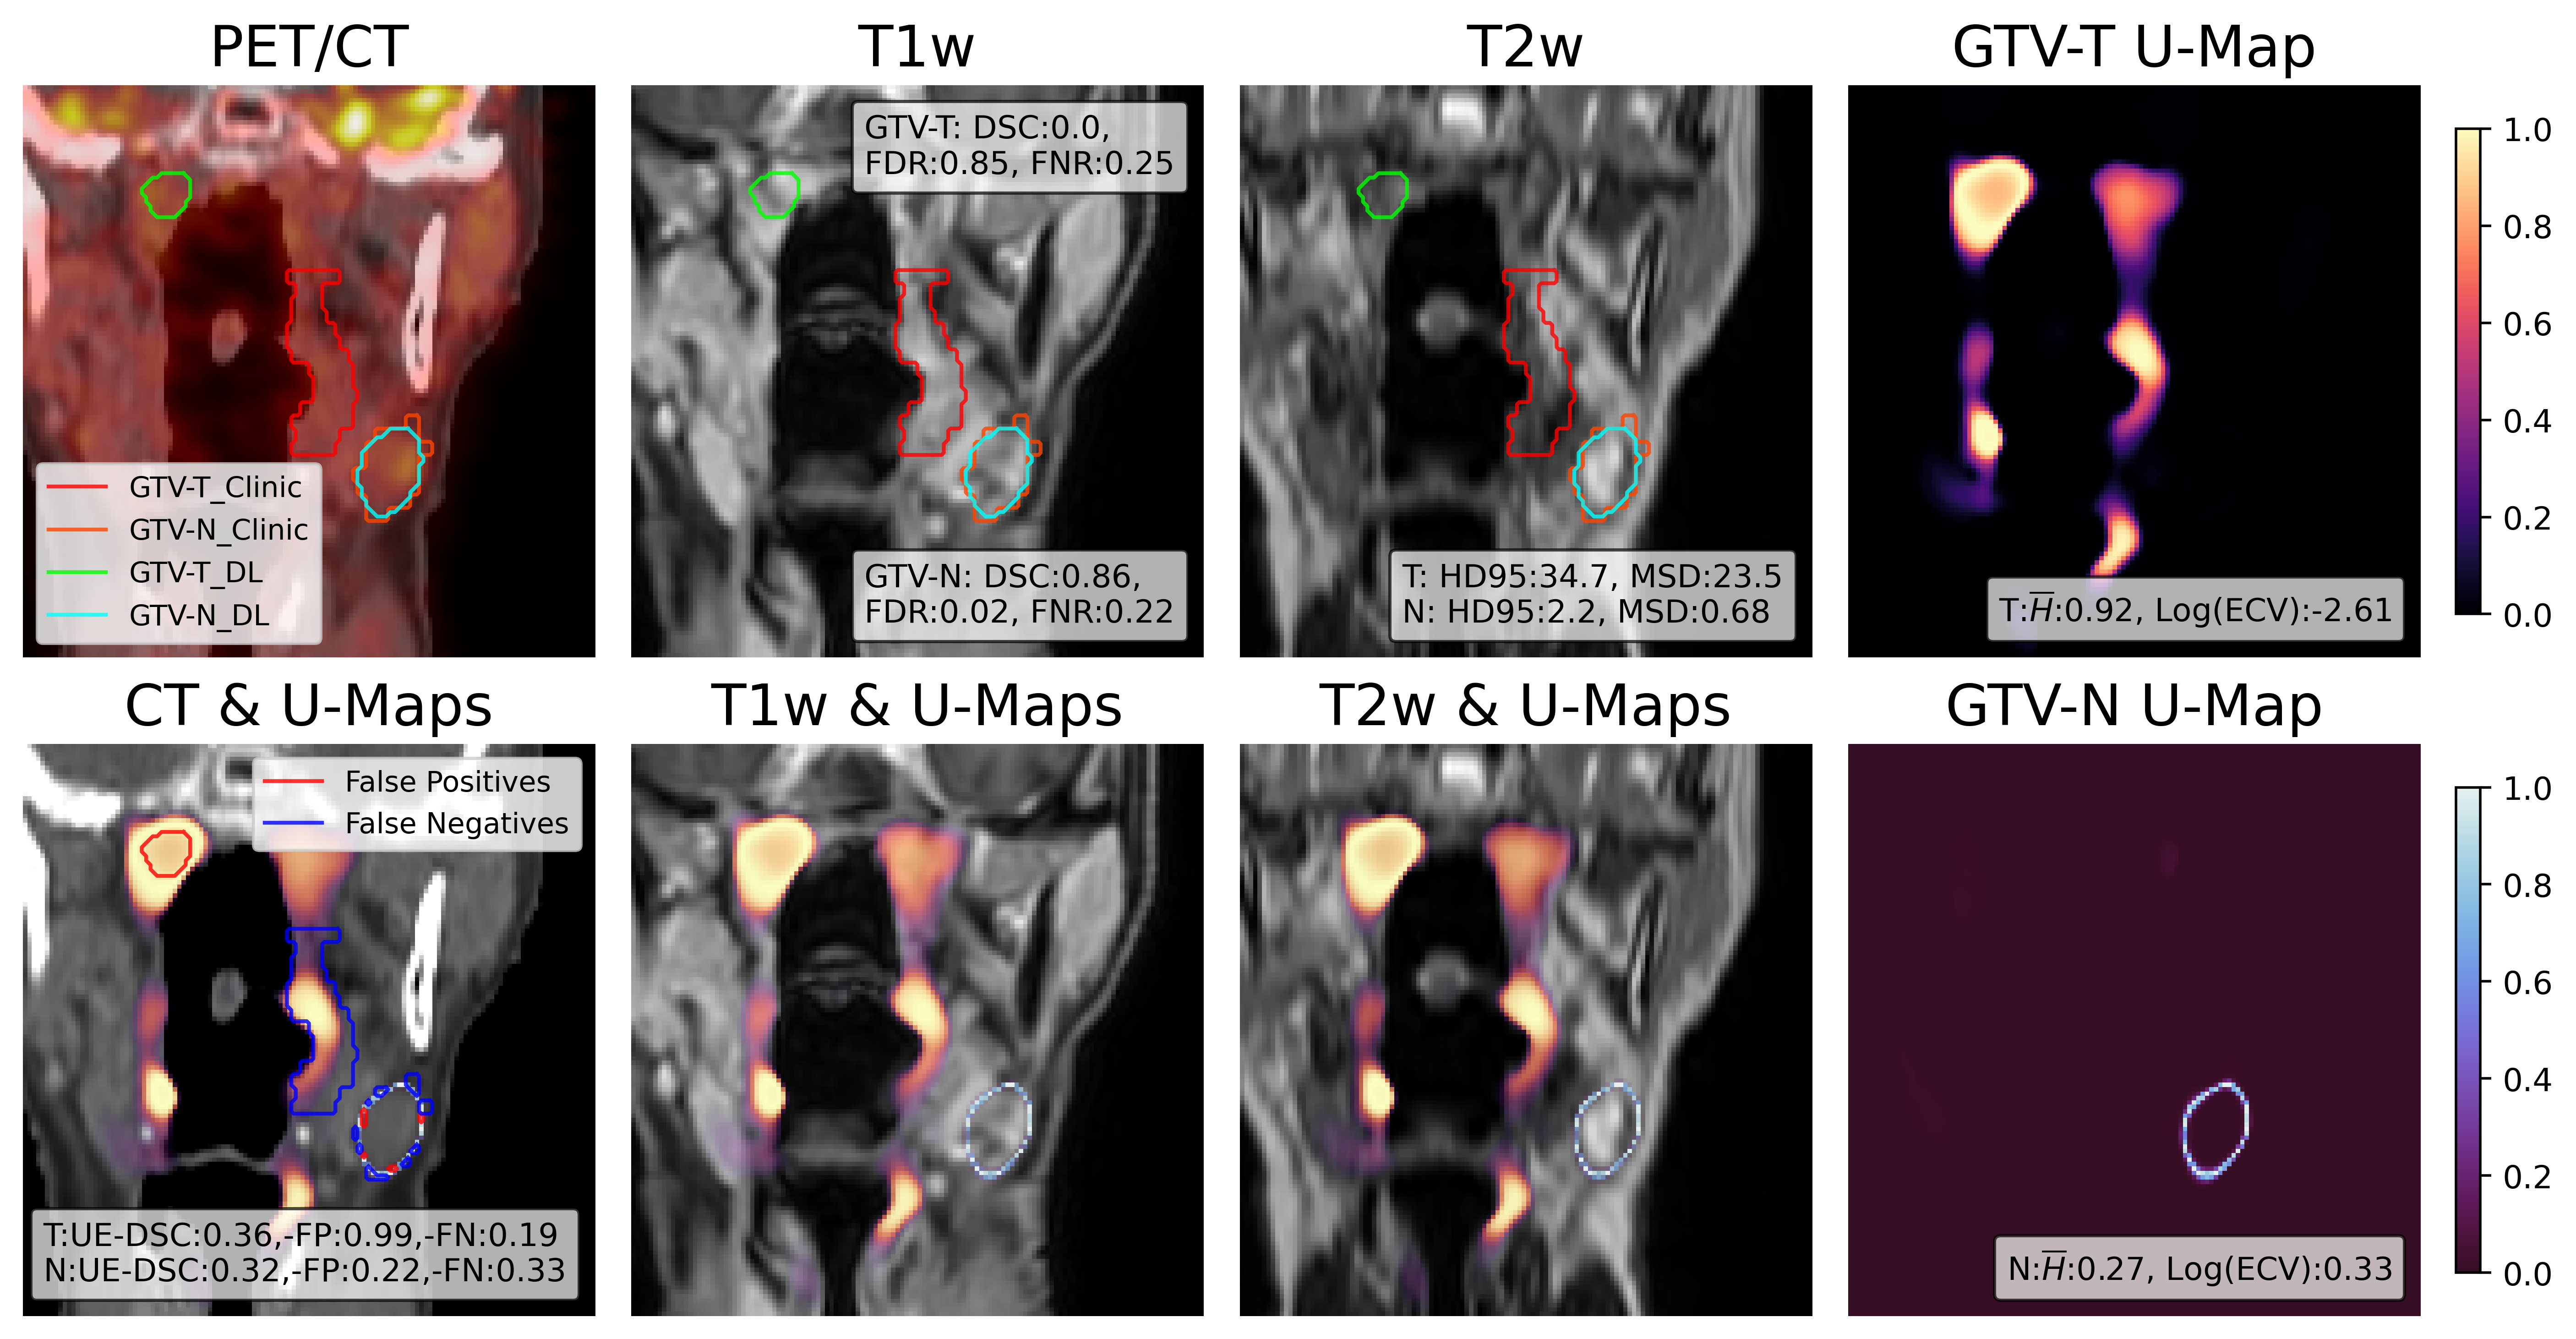 PET/CT
T1w
T2w
GTV-T U-Map
GTV-T: DSC:0.0,
FDR:0.85, FNR:0.25
GTV-T_Clinic
GTV-N_Clinic
GTV-T_DL
GTV-N_DL
GTV-N: DSC:0.86,
FDR:0.02, FNR:0.22
T: HD95:34.7, MSD:23.5
N: HD95:2.2, MSD:0.68
T:H̅:0.92, Log(ECV):-2.61
1.0
0.8
0.6
0.4
0.2
0.0
CT & U-Maps
T1w & U-Maps
T2w & U-Maps
GTV-N U-Map
False Positives
False Negatives
T:UE-DSC:0.36,-FP:0.99,-FN:0.19
N:UE-DSC:0.32,-FP:0.22,-FN:0.33
N:H̅:0.27, Log(ECV):0.33
1.0
0.8
0.6
0.4
0.2
0.0